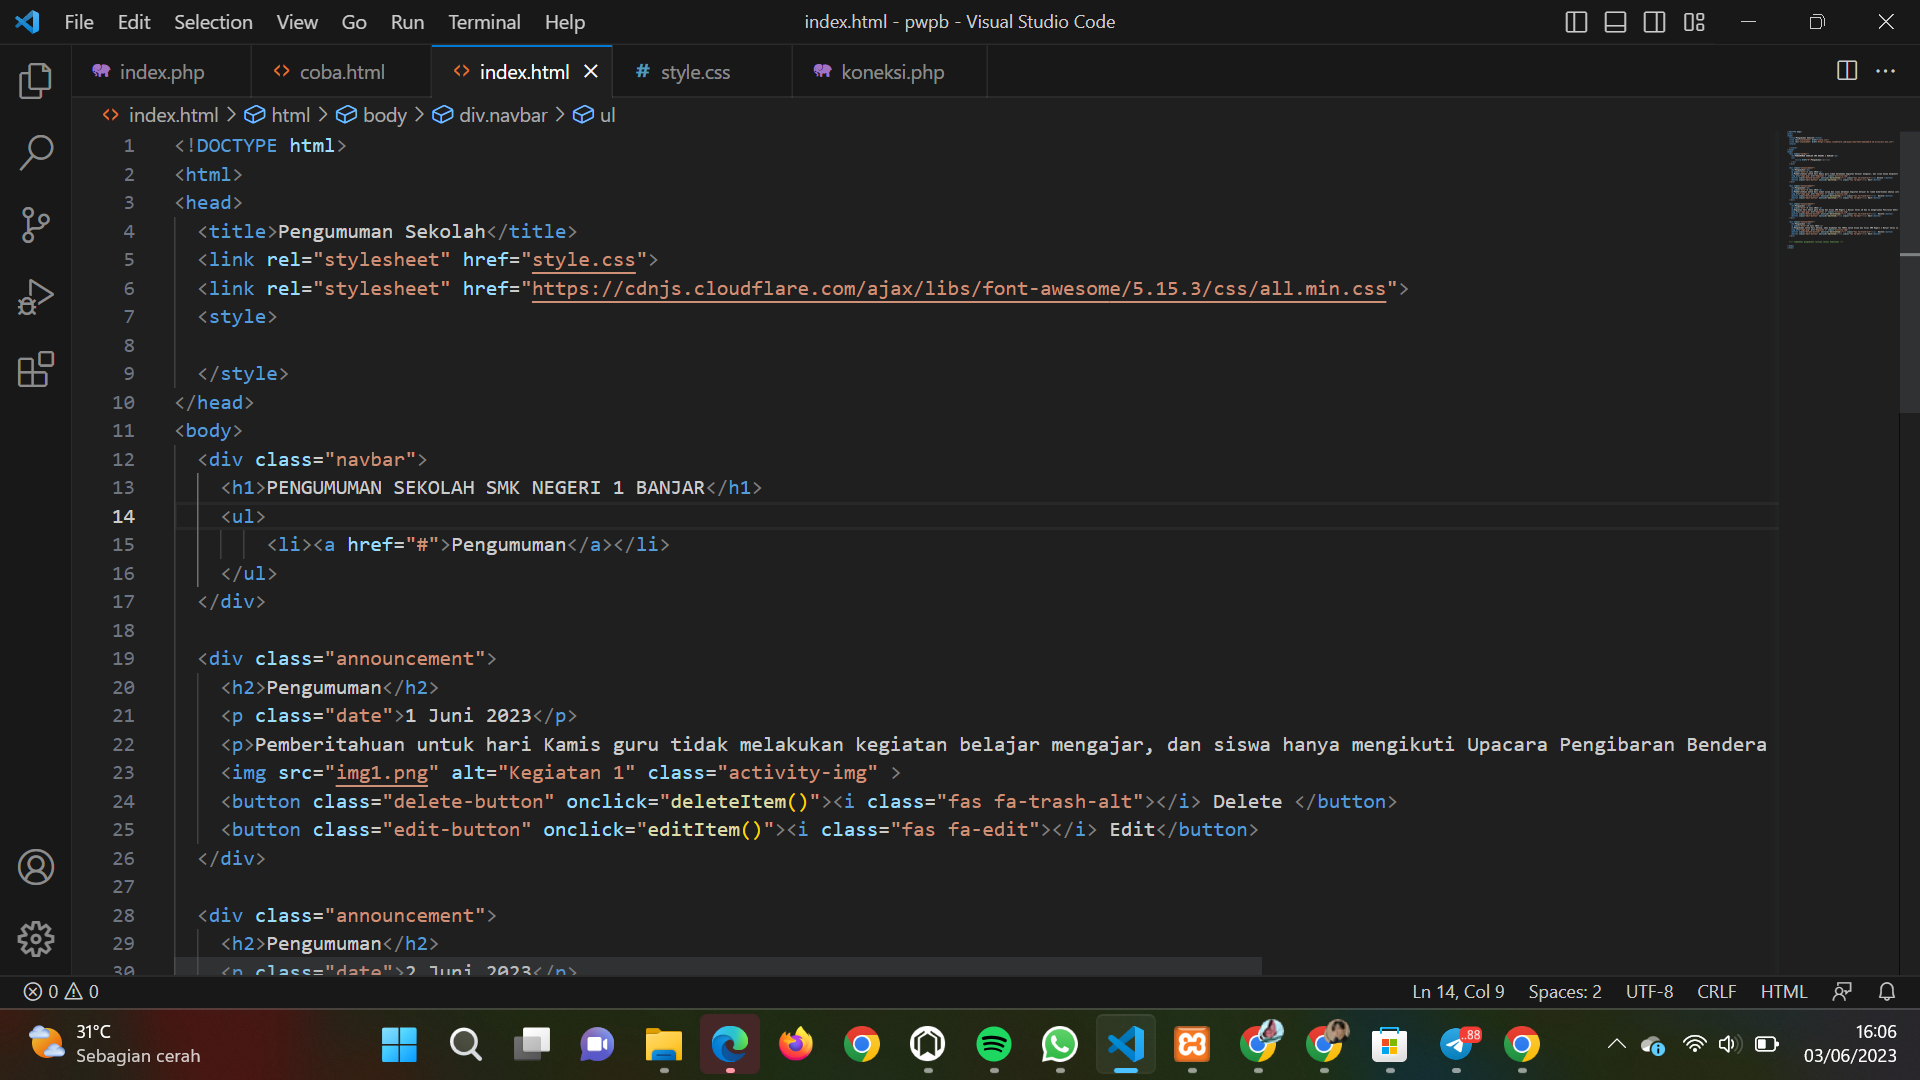 File Edit Selection View Go Run Terminal Help index.html - pwpb - Visual Studio Code
index.php coba.html index.html style.css koneksi.php
index.html > html > body > div.navbar > ul
1 <!DOCTYPE html>
2 <html>
3 <head>
4 <title>Pengumuman Sekolah</title>
5 <link rel="stylesheet" href="style.css">
6 <link rel="stylesheet" href="https://cdnjs.cloudflare.com/ajax/libs/font-awesome/5.15.3/css/all.min.css">
7 <style>
8
9 </style>
10 </head>
11 <body>
12 <div class="navbar">
13 <h1>PENGUMUMAN SEKOLAH SMK NEGERI 1 BANJAR</h1>
14 <ul>
15 <li><a href="#">Pengumuman</a></li>
16 </ul>
17 </div>
18
19 <div class="announcement">
20 <h2>Pengumuman</h2>
21 <p class="date">1 Juni 2023</p>
22 <p>Pemberitahuan untuk hari Kamis guru tidak melakukan kegiatan belajar mengajar, dan siswa hanya mengikuti Upacara Pengibaran Bendera
23 <img src="img1.png" alt="Kegiatan 1" class="activity-img" >
24 <button class="delete-button" onclick="deleteItem()"><i class="fas fa-trash-alt"></i> Delete </button>
25 <button class="edit-button" onclick="editItem()"><i class="fas fa-edit"></i> Edit</button>
26 </div>
27
28 <div class="announcement">
29 <h2>Pengumuman</h2>
30 <p class="date">2 Juni 2023</p>
0 0 Ln 14, Col 9 Spaces: 2 UTF-8 CRLF HTML
31°C
Sebagian cerah
..88
16:06
03/06/2023